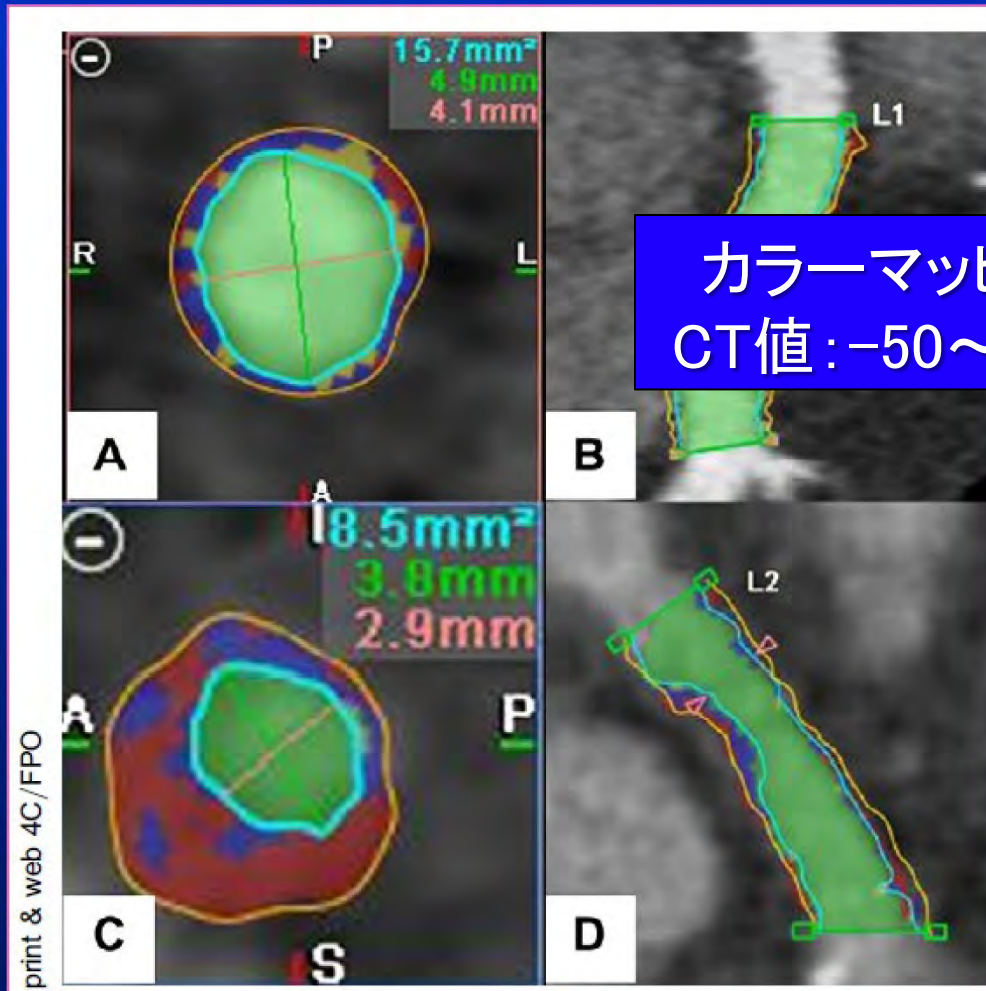 P
15.7mm²
4.9mm
4.1mm
R
L
A
A
L1
B
カラーマッピ
CT値:-50~
I
8.5mm²
3.8mm
2.9mm
A
P
S
C
L2
D
print & web 4C/FPO